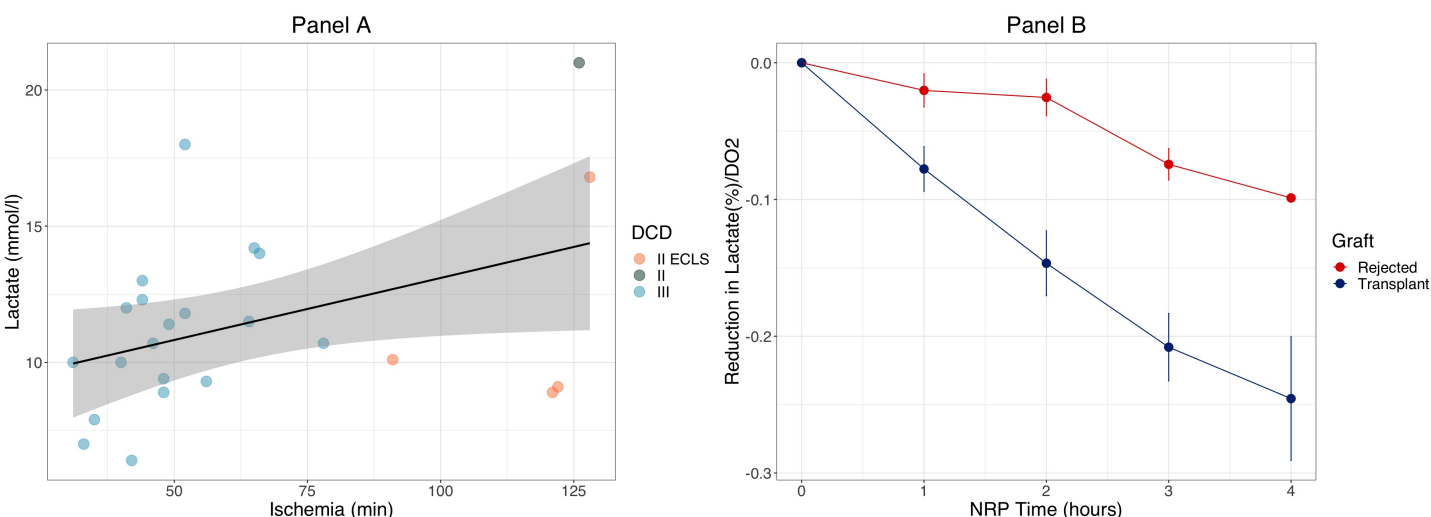 Panel A
Lactate (mmol/l)
20
15
10
50 75 100 125
Ischemia (min)
DCD
II ECLS
II
III
Panel B
Reduction in Lactate(%)/DO2
0.0
-0.1
-0.2
-0.3
0 1 2 3 4
NRP Time (hours)
Graft
Rejected
Transplant